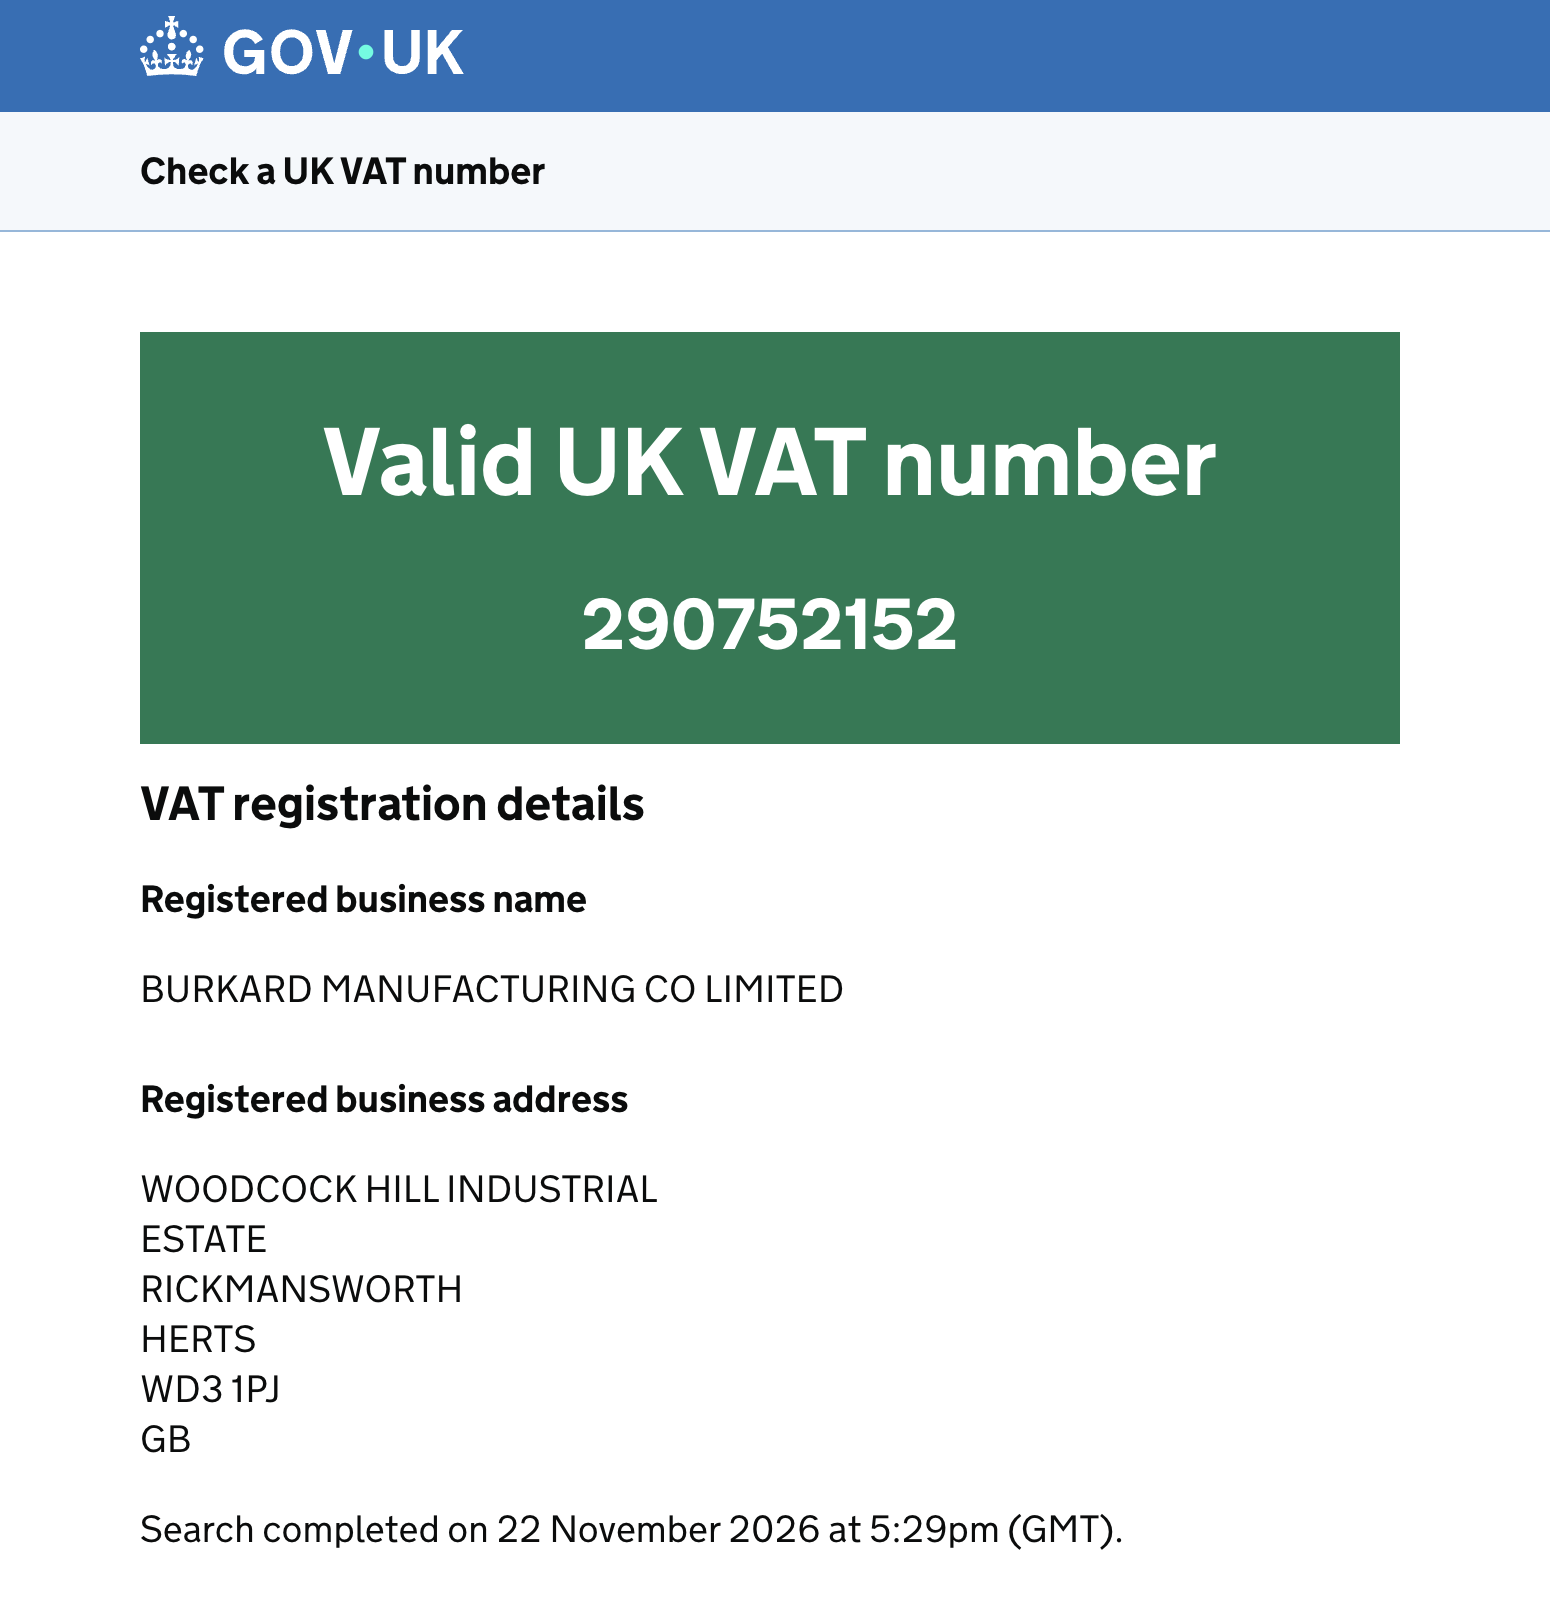 GOV•UK
Check a UK VAT number
Valid UK VAT number
290752152
VAT registration details
Registered business name
BURKARD MANUFACTURING CO LIMITED
Registered business address
WOODCOCK HILL INDUSTRIAL
ESTATE
RICKMANSWORTH
HERTS
WD3 1PJ
GB
Search completed on 22 November 2026 at 5:29pm (GMT).